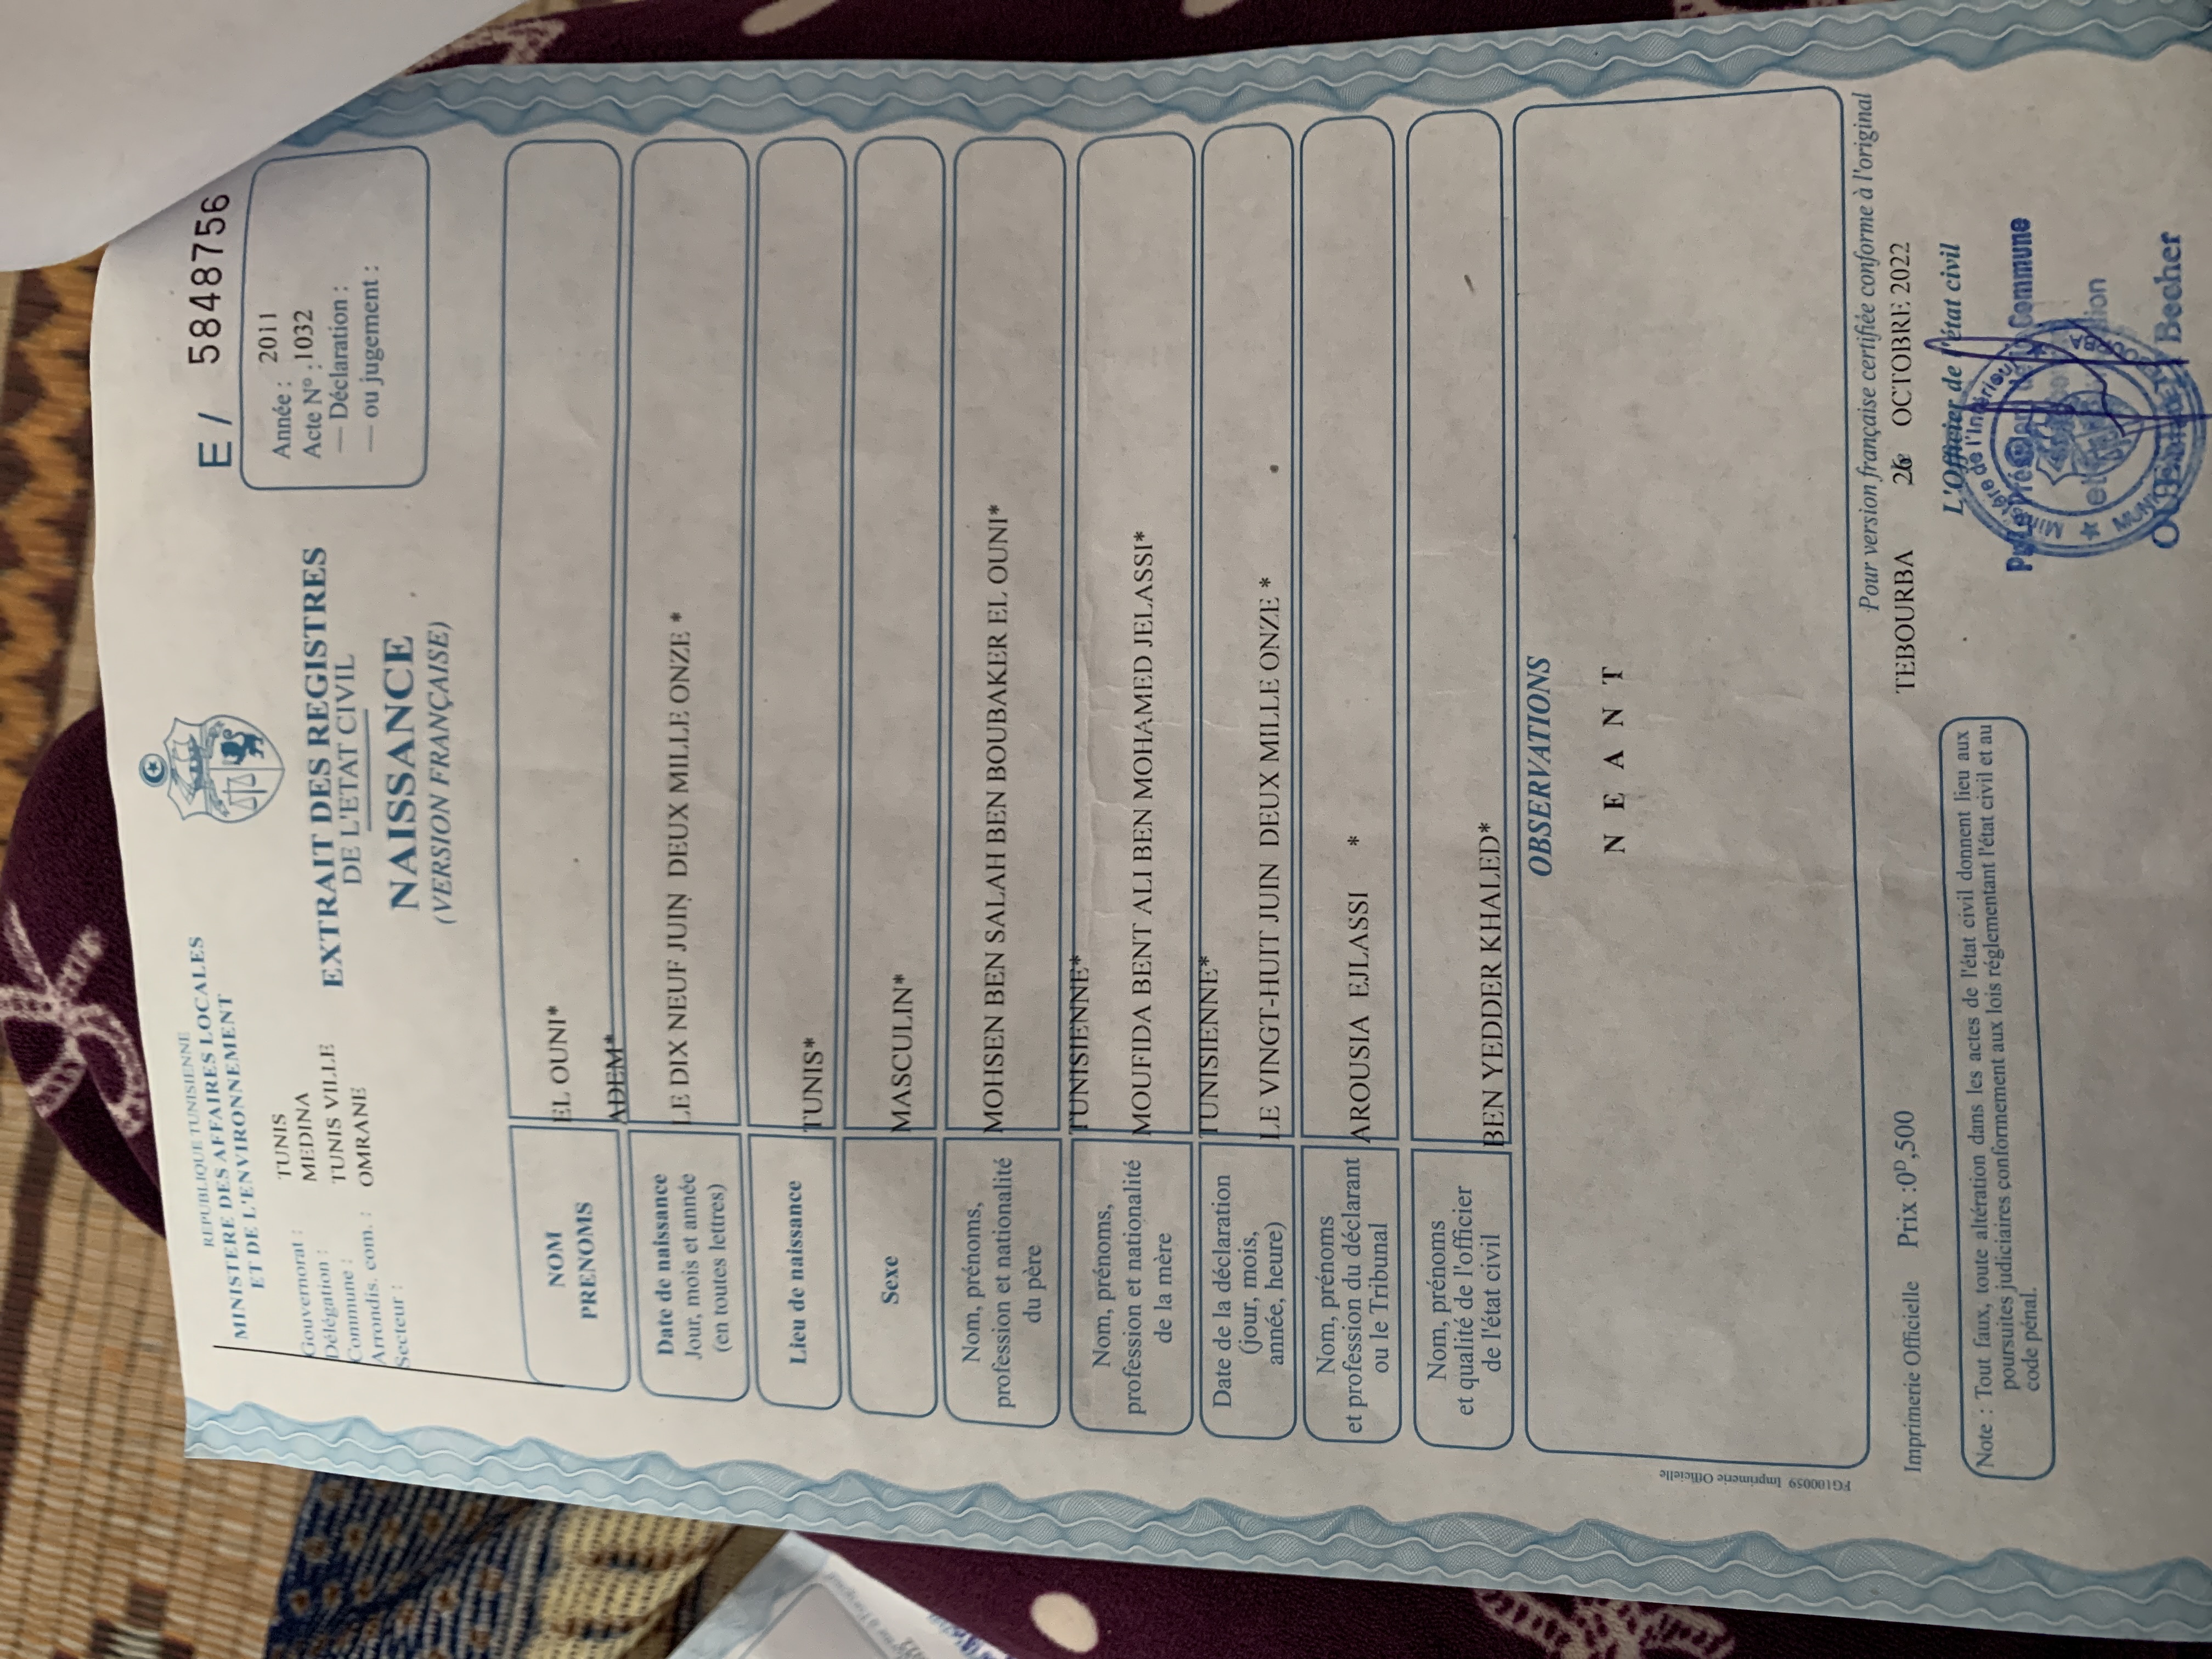 REPUBLIQUE TUNISIENNE
MINISTERE DES AFFAIRES LOCALES
ET DE L'ENVIRONNEMENT
Gouvernorat : TUNIS
Délégation : MEDINA
Commune : TUNIS VILLE
Arrondis. com. : OMRANE
Secteur :
EXTRAIT DES REGISTRES
DE L'ETAT CIVIL
NAISSANCE
(VERSION FRANÇAISE)
E / 5848756
Année : 2011
Acte N° : 1032
— Déclaration :
— ou jugement :
NOM
PRENOMS
EL OUNI*
ADEM*
Date de naissance
Jour, mois et année
(en toutes lettres)
LE DIX NEUF JUIN DEUX MILLE ONZE *
Lieu de naissance
TUNIS*
Sexe
MASCULIN*
Nom, prénoms,
profession et nationalité
du père
MOHSEN BEN SALAH BEN BOUBAKER EL OUNI*
TUNISIENNE*
Nom, prénoms,
profession et nationalité
de la mère
MOUFIDA BENT ALI BEN MOHAMED JELASSI*
TUNISIENNE*
Date de la déclaration
(jour, mois,
année, heure)
LE VINGT-HUIT JUIN DEUX MILLE ONZE *
Nom, prénoms
et profession du déclarant
ou le Tribunal
AROUSIA EJLASSI *
Nom, prénoms
et qualité de l'officier
de l'état civil
BEN YEDDER KHALED*
OBSERVATIONS
N E A N T
FG100059 Imprimerie Officielle
Pour version française certifiée conforme à l'original
TEBOURBA 26 OCTOBRE 2022
L'Officier de l'état civil
Commune
Becher
Ministère de l'Intérieur
Imprimerie Officielle Prix :0ᴰ,500
Note : Tout faux, toute altération dans les actes de l'état civil donnent lieu aux
poursuites judiciaires conformement aux lois réglementant l'état civil et au
code pénal.